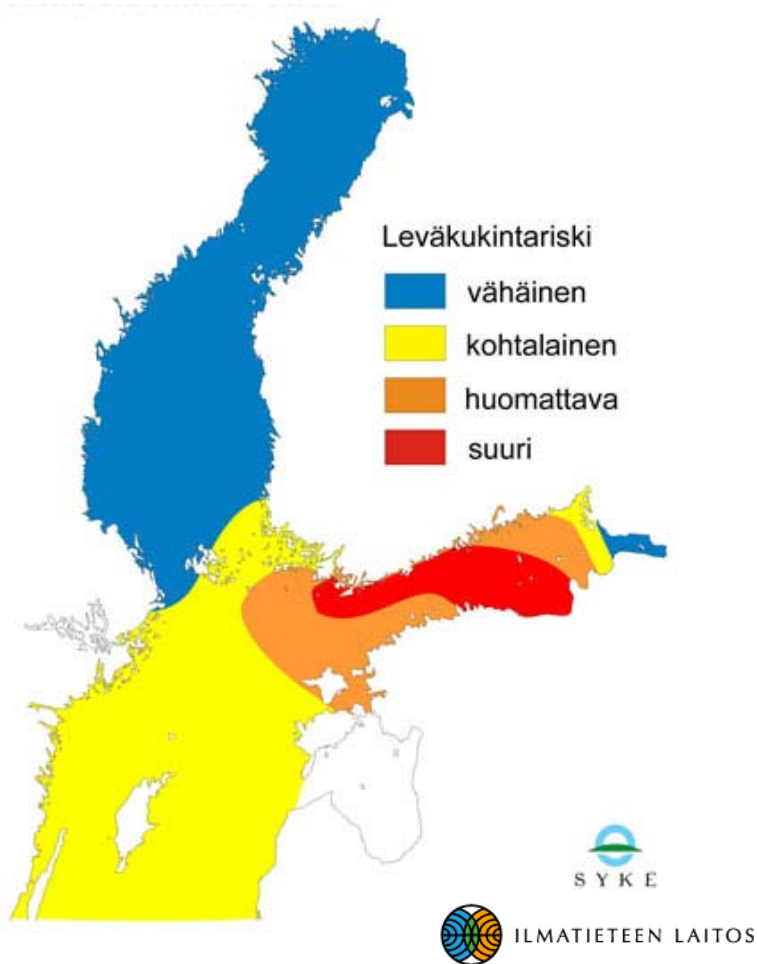 Leväkukintariski
vähäinen
kohtalainen
huomattava
suuri
SYKE
ILMATIETEEN LAITOS